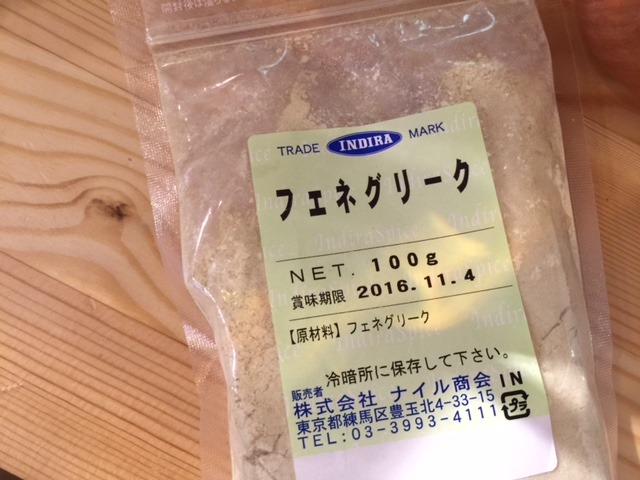 TRADE INDIRA MARK
フェネグリーク
NET. 100g
賞味期限 2016.11.4
【原材料】フェネグリーク
冷暗所に保存して下さい。
販売者
株式会社 ナイル商会 IN
東京都練馬区豊玉北4-33-15
TEL:03-3993-4111
プラ